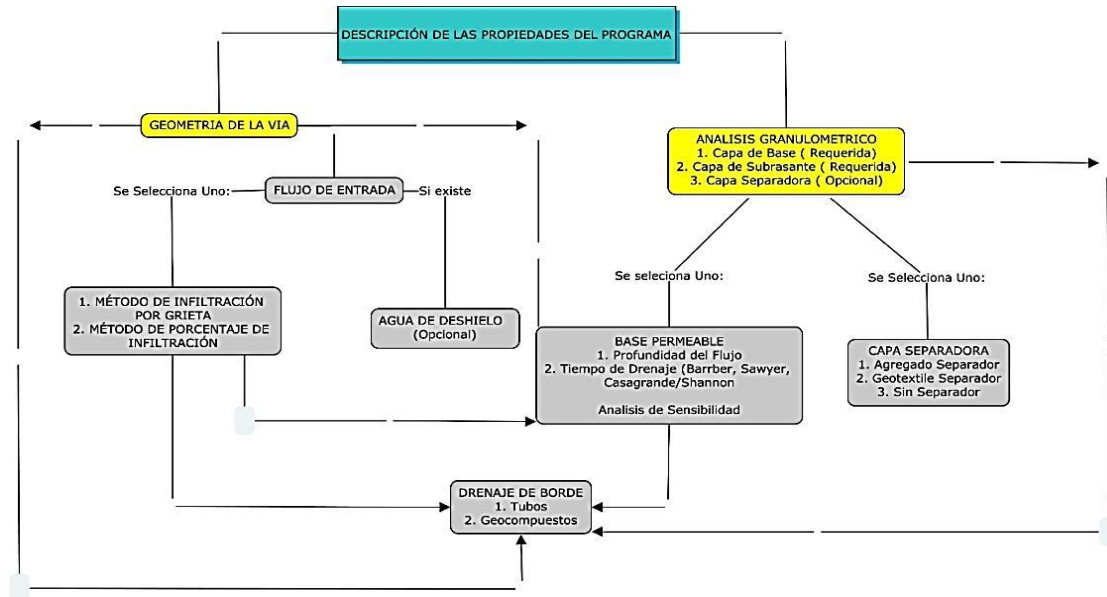 DESCRIPCIÓN DE LAS PROPIEDADES DEL PROGRAMA
GEOMETRIA DE LA VIA
ANALISIS GRANULOMETRICO
1. Capa de Base ( Requerida)
2. Capa de Subrasante ( Requerida)
3. Capa Separadora ( Opcional)
Se Selecciona Uno:
FLUJO DE ENTRADA
Si existe
Se seleciona Uno:
Se Selecciona Uno:
1. MÉTODO DE INFILTRACIÓN
POR GRIETA
2. MÉTODO DE PORCENTAJE DE
INFILTRACIÓN
AGUA DE DESHIELO
(Opcional)
BASE PERMEABLE
1. Profundidad del Flujo
2. Tiempo de Drenaje (Barrber, Sawyer,
Casagrande/Shannon
Analisis de Sensibilidad
CAPA SEPARADORA
1. Agregado Separador
2. Geotextile Separador
3. Sin Separador
DRENAJE DE BORDE
1. Tubos
2. Geocompuestos